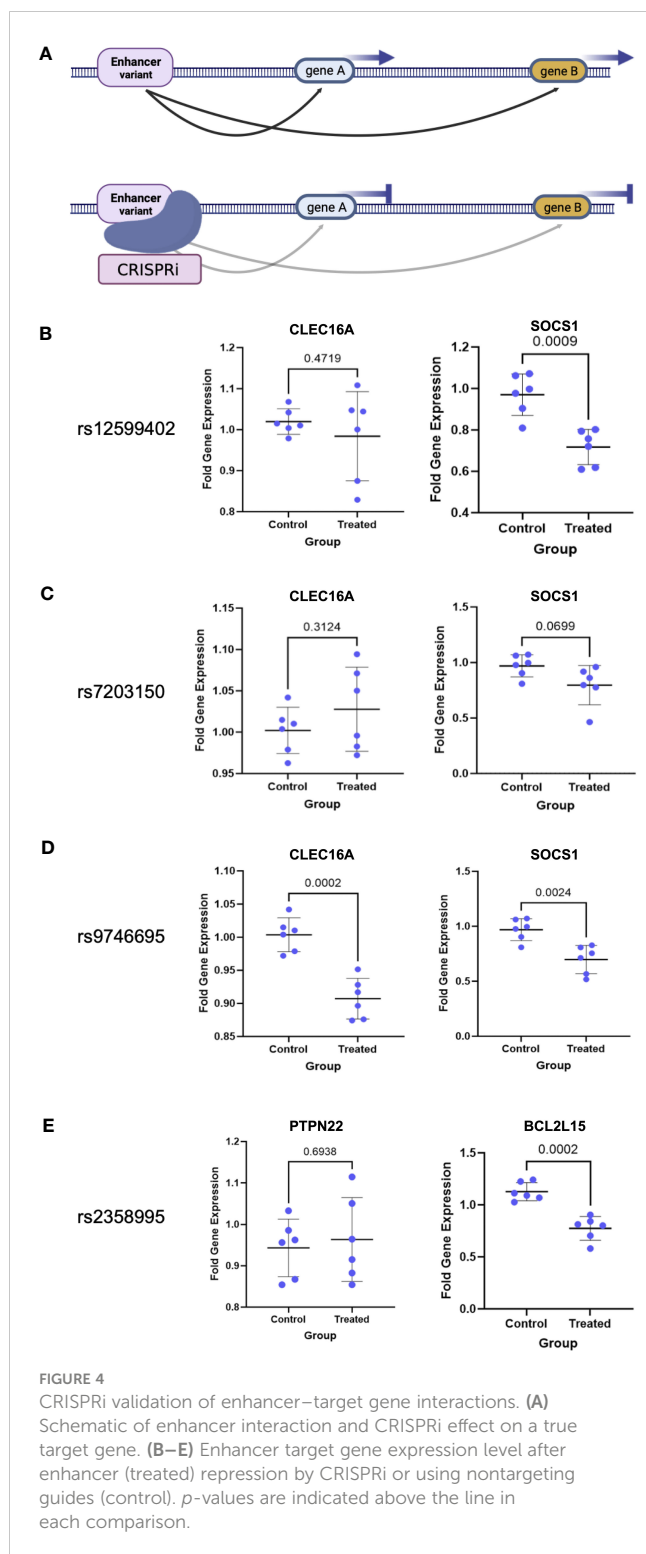 A
Enhancer
variant
gene A
gene B
Enhancer
variant
gene A
gene B
CRISPRi
B
rs12599402
CLEC16A
0.4719
Fold Gene Expression
1.2
1.1
1.0
0.9
0.8
Control Treated
Group
SOCS1
0.0009
Fold Gene Expression
1.2
1.0
0.8
0.6
0.4
Control Treated
Group
C
rs7203150
CLEC16A
0.3124
Fold Gene Expression
1.15
1.10
1.05
1.00
0.95
Control Treated
Group
SOCS1
0.0699
Fold Gene Expression
1.5
1.0
0.5
0.0
Control Treated
Group
D
rs9746695
CLEC16A
0.0002
Fold Gene Expression
1.10
1.05
1.00
0.95
0.90
0.85
Control Treated
Group
SOCS1
0.0024
Fold Gene Expression
1.5
1.0
0.5
0.0
Control Treated
Group
E
rs2358995
PTPN22
0.6938
Fold Gene Expression
1.2
1.1
1.0
0.9
0.8
Control Treated
Group
BCL2L15
0.0002
Fold Gene Expression
1.5
1.0
0.5
0.0
Control Treated
Group
FIGURE 4
CRISPRi validation of enhancer–target gene interactions. (A)
Schematic of enhancer interaction and CRISPRi effect on a true
target gene. (B–E) Enhancer target gene expression level after
enhancer (treated) repression by CRISPRi or using nontargeting
guides (control). p-values are indicated above the line in
each comparison.